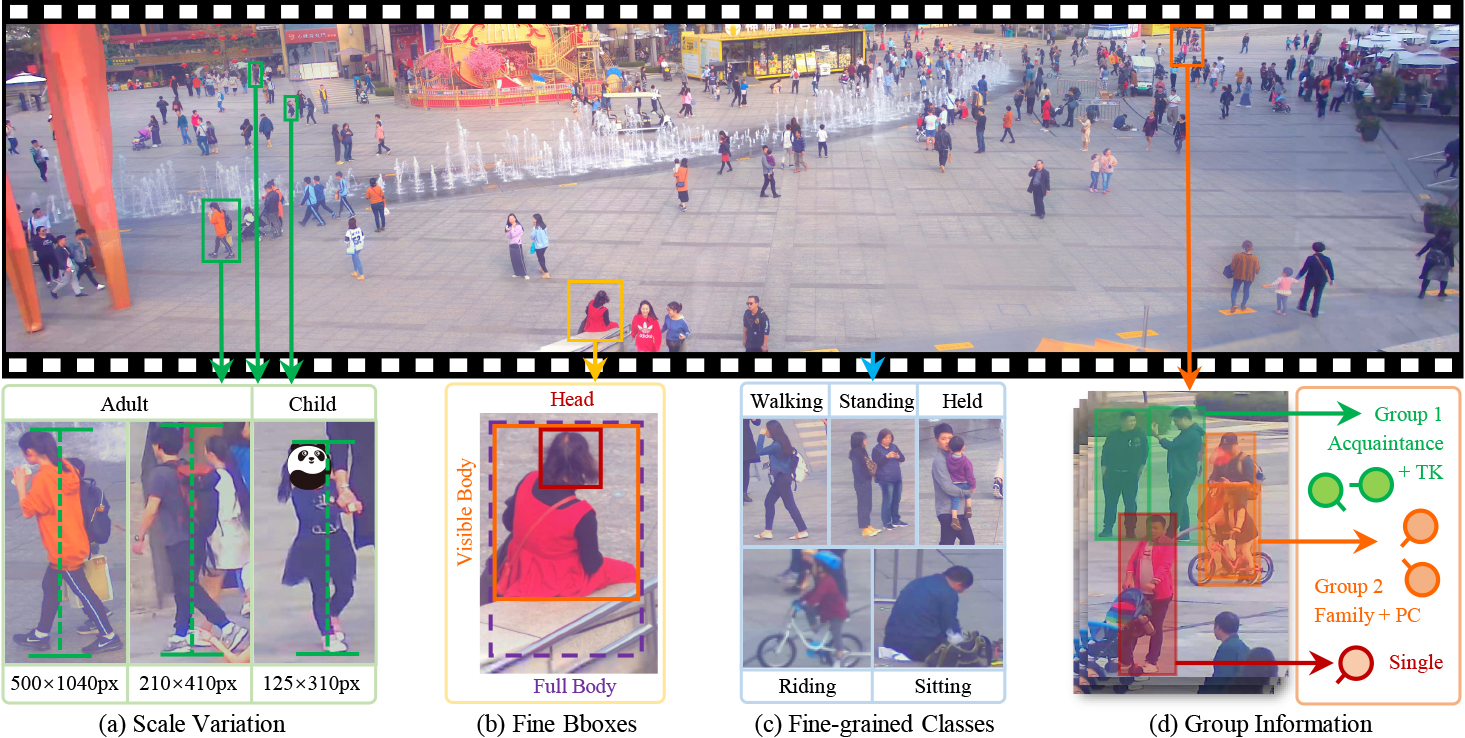 Adult
Child
500×1040px
210×410px
125×310px
(a) Scale Variation
Head
Visible Body
Full Body
(b) Fine Bboxes
Walking
Standing
Held
Riding
Sitting
(c) Fine-grained Classes
Group 1
Acquaintance
+ TK
Group 2
Family + PC
Single
(d) Group Information